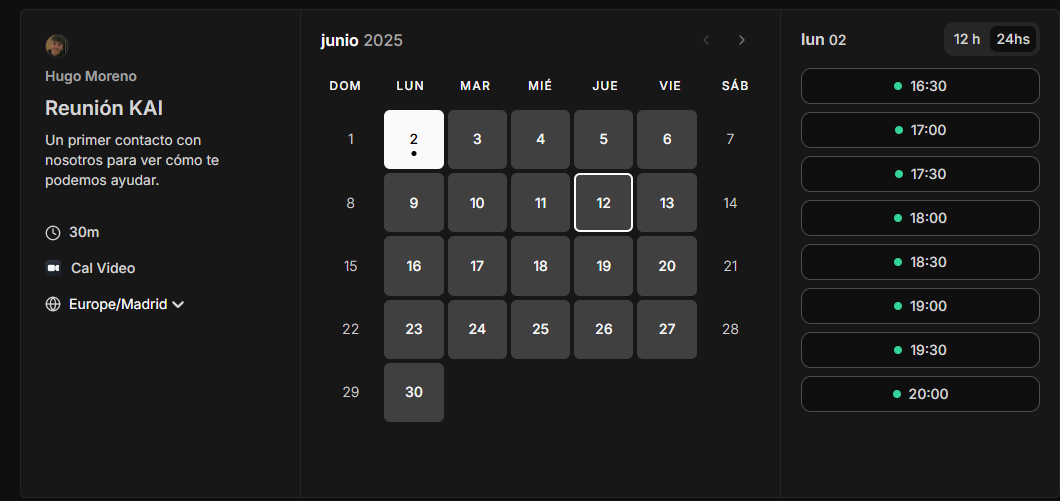 Hugo Moreno
Reunión KAI
Un primer contacto con
nosotros para ver cómo te
podemos ayudar.
30m
Cal Video
Europe/Madrid
junio 2025
DOM LUN MAR MIÉ JUE VIE SÁB
1 2 3 4 5 6 7
8 9 10 11 12 13 14
15 16 17 18 19 20 21
22 23 24 25 26 27 28
29 30
lun 02
12 h 24hs
16:30
17:00
17:30
18:00
18:30
19:00
19:30
20:00